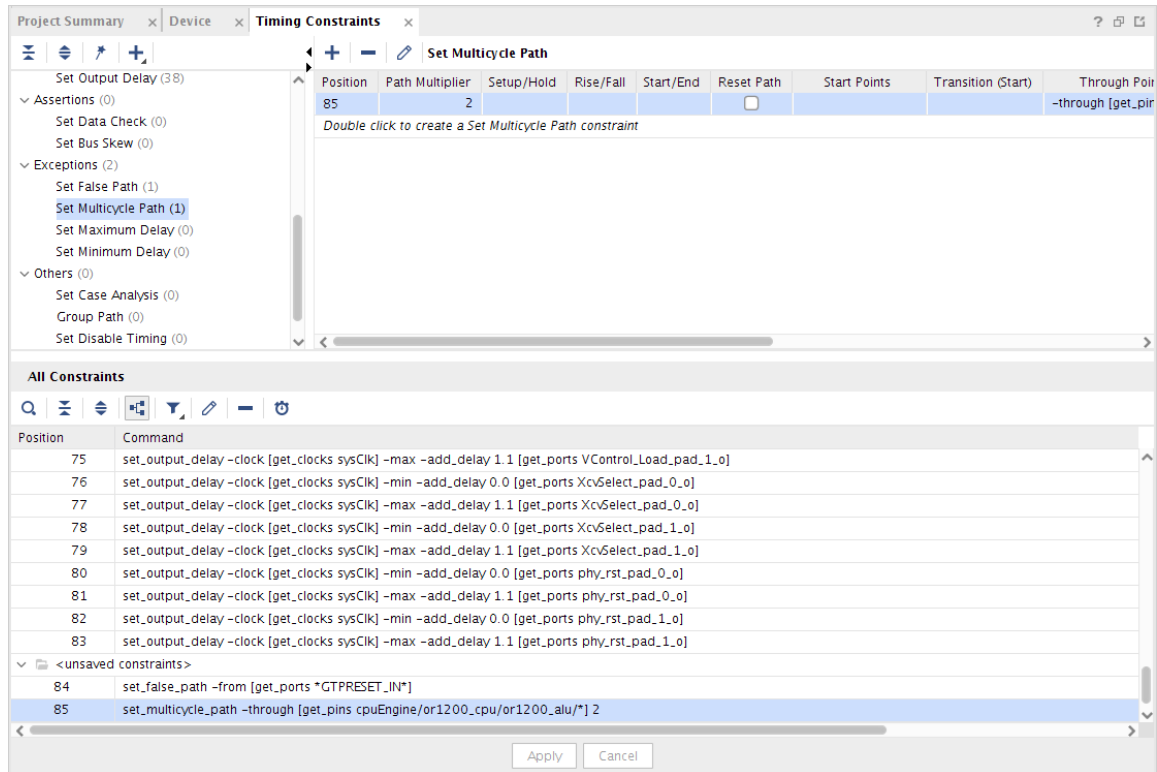 Project Summary × Device × Timing Constraints × ?
Set Multicycle Path
Set Output Delay (38)
Assertions (0)
Set Data Check (0)
Set Bus Skew (0)
Exceptions (2)
Set False Path (1)
Set Multicycle Path (1)
Set Maximum Delay (0)
Set Minimum Delay (0)
Others (0)
Set Case Analysis (0)
Group Path (0)
Set Disable Timing (0)
Position Path Multiplier Setup/Hold Rise/Fall Start/End Reset Path Start Points Transition (Start) Through Poin
85 2 -through [get_pin
Double click to create a Set Multicycle Path constraint
All Constraints
Position Command
75 set_output_delay -clock [get_clocks sysClk] -max -add_delay 1.1 [get_ports VControl_Load_pad_1_o]
76 set_output_delay -clock [get_clocks sysClk] -min -add_delay 0.0 [get_ports XcvSelect_pad_0_o]
77 set_output_delay -clock [get_clocks sysClk] -max -add_delay 1.1 [get_ports XcvSelect_pad_0_o]
78 set_output_delay -clock [get_clocks sysClk] -min -add_delay 0.0 [get_ports XcvSelect_pad_1_o]
79 set_output_delay -clock [get_clocks sysClk] -max -add_delay 1.1 [get_ports XcvSelect_pad_1_o]
80 set_output_delay -clock [get_clocks sysClk] -min -add_delay 0.0 [get_ports phy_rst_pad_0_o]
81 set_output_delay -clock [get_clocks sysClk] -max -add_delay 1.1 [get_ports phy_rst_pad_0_o]
82 set_output_delay -clock [get_clocks sysClk] -min -add_delay 0.0 [get_ports phy_rst_pad_1_o]
83 set_output_delay -clock [get_clocks sysClk] -max -add_delay 1.1 [get_ports phy_rst_pad_1_o]
<unsaved constraints>
84 set_false_path -from [get_ports *GTPRESET_IN*]
85 set_multicycle_path -through [get_pins cpuEngine/or1200_cpu/or1200_alu/*] 2
Apply Cancel